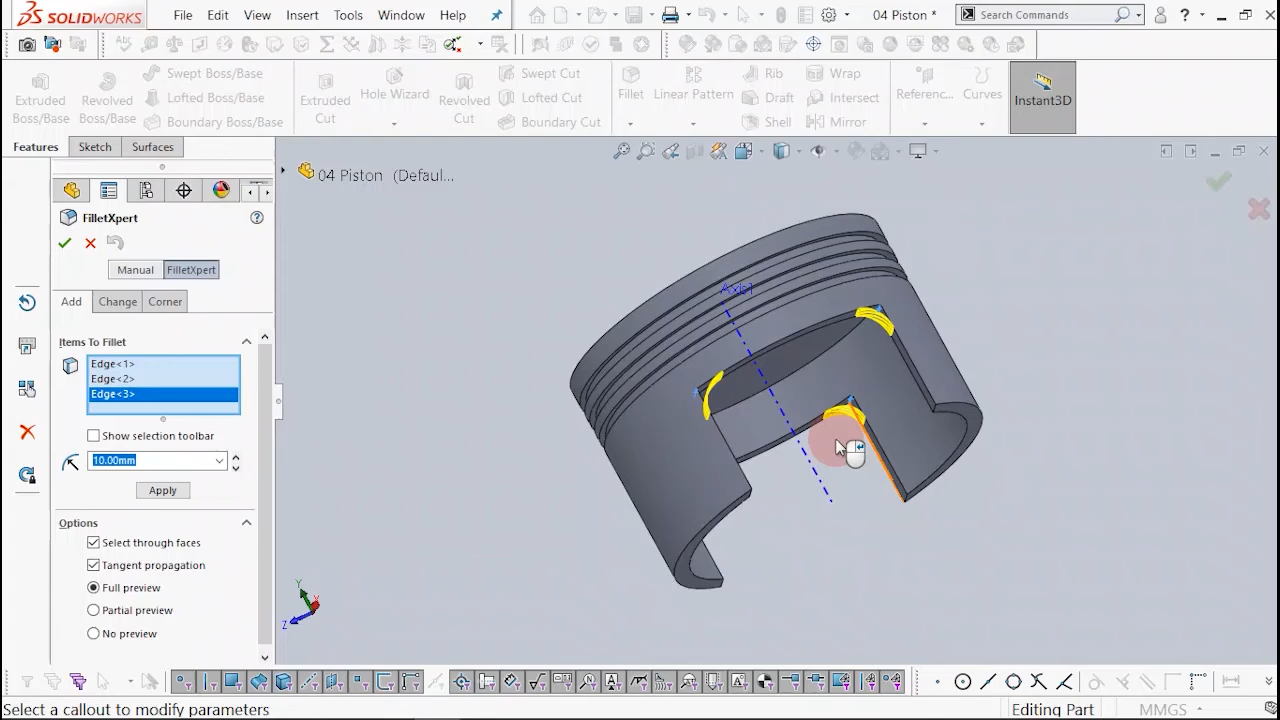 SOLIDWORKS File Edit View Insert Tools Window Help 04 Piston * Search Commands ?
Extruded Boss/Base Revolved Boss/Base Swept Boss/Base Lofted Boss/Base Boundary Boss/Base Extruded Cut Hole Wizard Revolved Cut Swept Cut Lofted Cut Boundary Cut Fillet Linear Pattern Rib Draft Shell Wrap Intersect Mirror Referenc... Curves Instant3D
Features Sketch Surfaces
04 Piston (Defaul...
FilletXpert
Manual FilletXpert
Add Change Corner
Items To Fillet
Edge<1>
Edge<2>
Edge<3>
Show selection toolbar
10.00mm
Apply
Options
Select through faces
Tangent propagation
Full preview
Partial preview
No preview
Axis1
Y
X
Z
Select a callout to modify parameters Editing Part MMGS